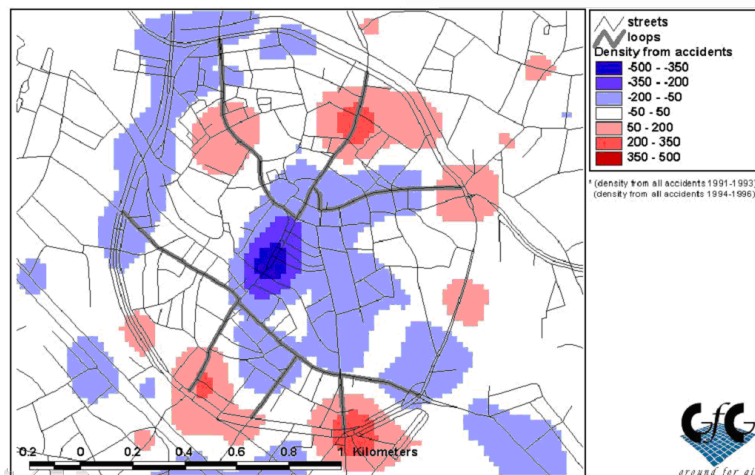 streets
loops
Density from accidents
-500 - -350
-350 - -200
-200 - -50
-50 - 50
50 - 200
200 - 350
350 - 500
* (density from all accidents 1991-1993)
(density from all accidents 1994-1996)
0.2 0 0.2 0.4 0.6 0.8 1 Kilometers
GfG